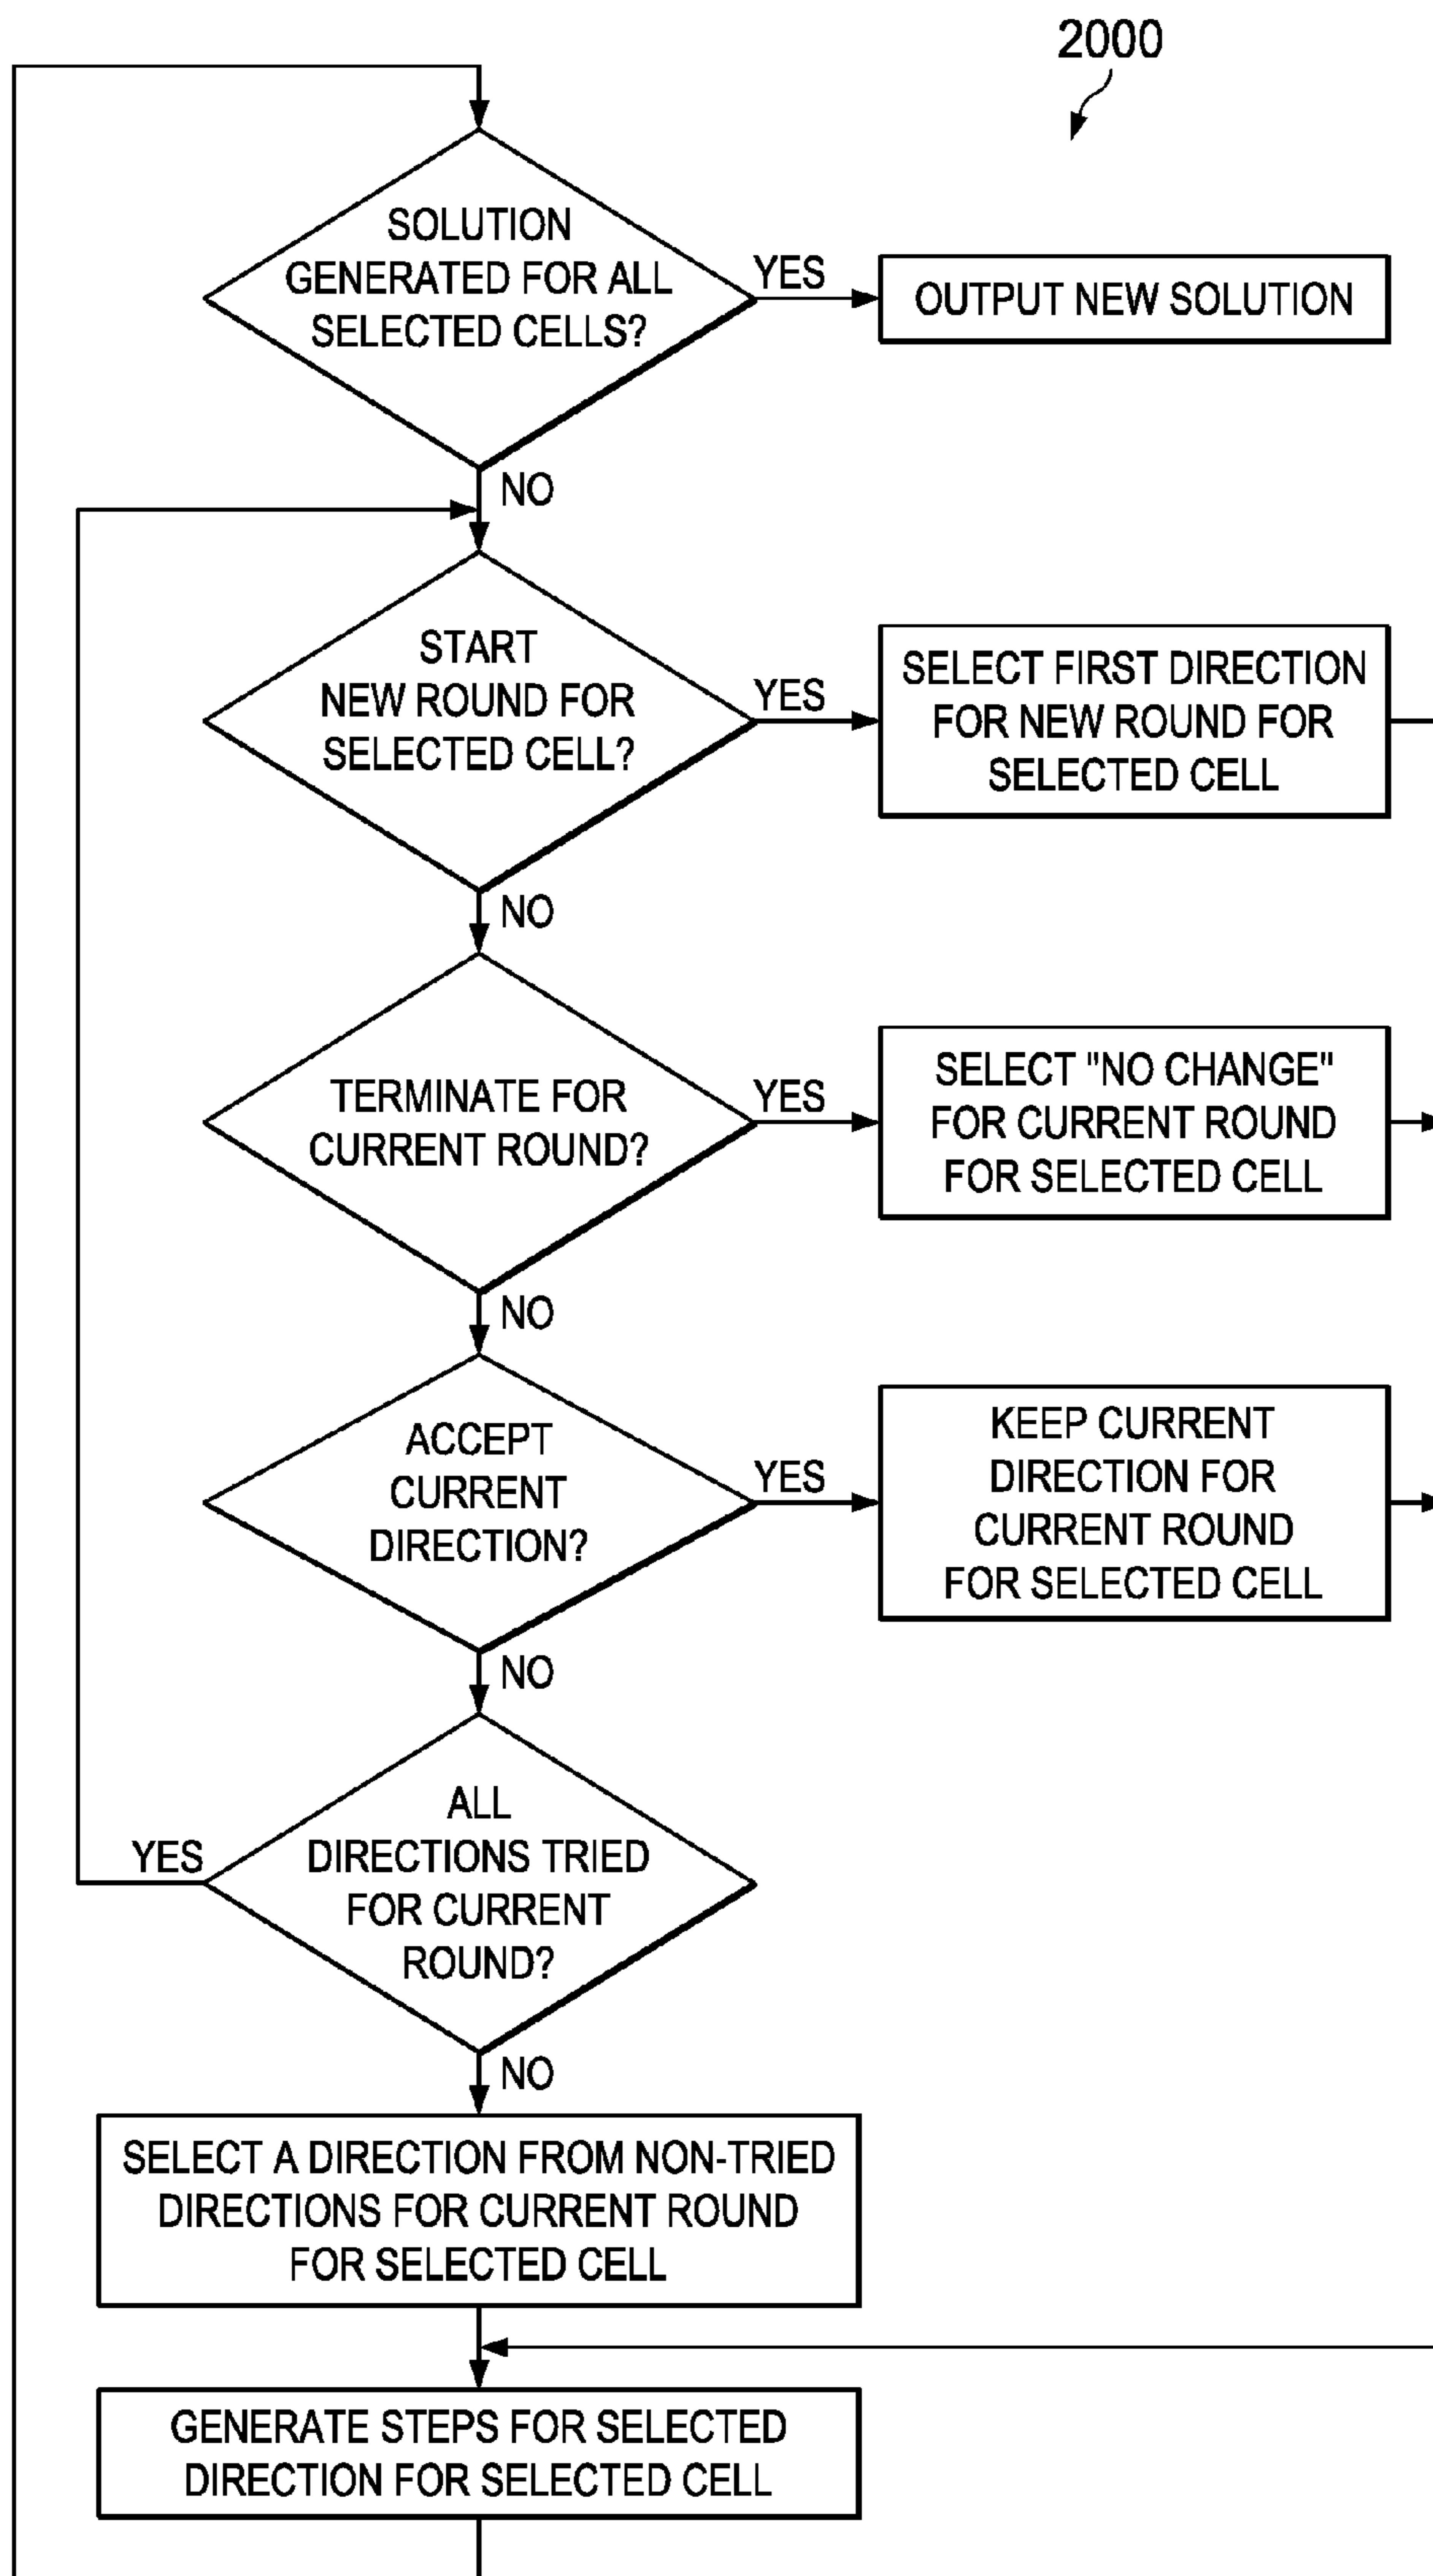 2000
SOLUTION
GENERATED FOR ALL
SELECTED CELLS?
YES
OUTPUT NEW SOLUTION
NO
START
NEW ROUND FOR
SELECTED CELL?
YES
SELECT FIRST DIRECTION
FOR NEW ROUND FOR
SELECTED CELL
NO
TERMINATE FOR
CURRENT ROUND?
YES
SELECT "NO CHANGE"
FOR CURRENT ROUND
FOR SELECTED CELL
NO
ACCEPT
CURRENT
DIRECTION?
YES
KEEP CURRENT
DIRECTION FOR
CURRENT ROUND
FOR SELECTED CELL
NO
ALL
DIRECTIONS TRIED
FOR CURRENT
ROUND?
YES
NO
SELECT A DIRECTION FROM NON-TRIED
DIRECTIONS FOR CURRENT ROUND
FOR SELECTED CELL
GENERATE STEPS FOR SELECTED
DIRECTION FOR SELECTED CELL